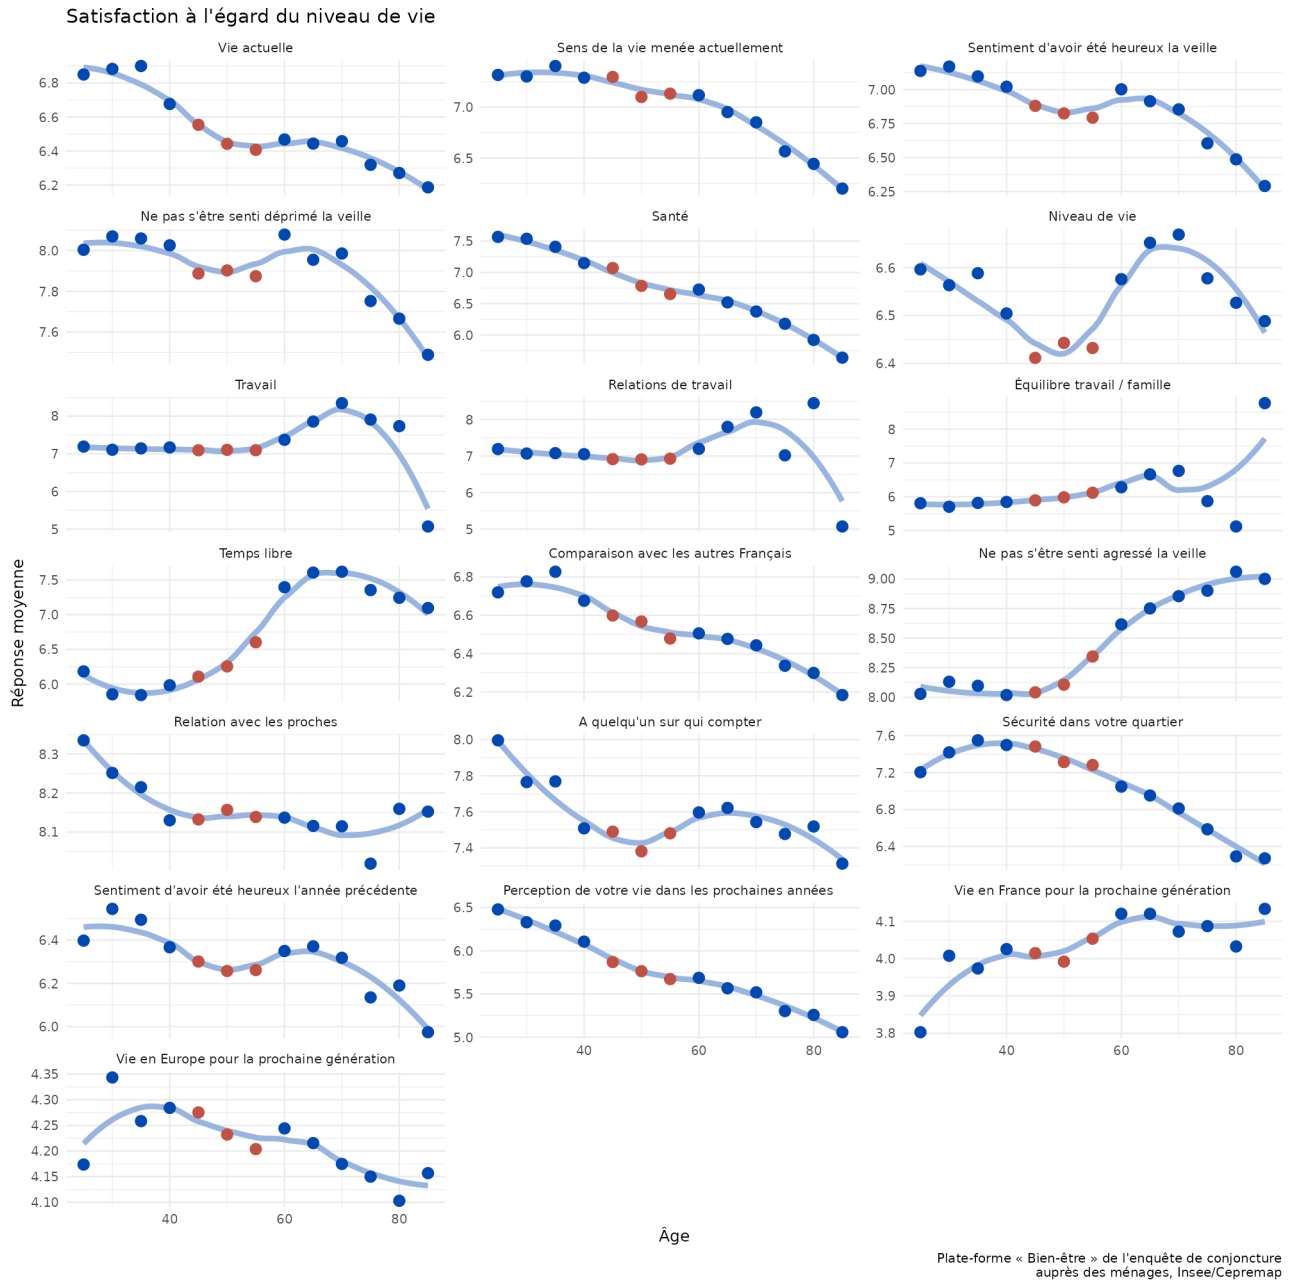 Satisfaction à l'égard du niveau de vie
Vie actuelle
Sens de la vie menée actuellement
Sentiment d'avoir été heureux la veille
6.8
6.6
6.4
6.2
7.0
6.5
7.00
6.75
6.50
6.25
Ne pas s'être senti déprimé la veille
Santé
Niveau de vie
8.0
7.8
7.6
7.5
7.0
6.5
6.0
6.6
6.5
6.4
Travail
Relations de travail
Équilibre travail / famille
8
7
6
5
8
7
6
5
8
7
6
5
Temps libre
Comparaison avec les autres Français
Ne pas s'être senti agressé la veille
7.5
7.0
6.5
6.0
6.8
6.6
6.4
6.2
9.00
8.75
8.50
8.25
8.00
Relation avec les proches
A quelqu'un sur qui compter
Sécurité dans votre quartier
8.3
8.2
8.1
8.0
7.8
7.6
7.4
7.6
7.2
6.8
6.4
Sentiment d'avoir été heureux l'année précédente
Perception de votre vie dans les prochaines années
Vie en France pour la prochaine génération
6.4
6.2
6.0
6.5
6.0
5.5
5.0
4.1
4.0
3.9
3.8
40 60 80
40 60 80
Vie en Europe pour la prochaine génération
4.35
4.30
4.25
4.20
4.15
4.10
40 60 80
Réponse moyenne
Âge
Plate-forme « Bien-être » de l'enquête de conjoncture
auprès des ménages, Insee/Cepremap